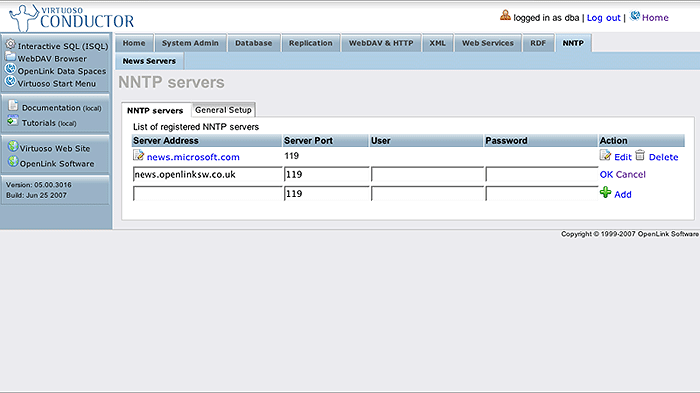 VIRTUOSO
CONDUCTOR
logged in as dba | Log out | Home
Interactive SQL (ISQL)
WebDAV Browser
OpenLink Data Spaces
Virtuoso Start Menu
Documentation (local)
Tutorials (local)
Virtuoso Web Site
OpenLink Software
Version: 05.00.3016
Build: Jun 25 2007
Home System Admin Database Replication WebDAV & HTTP XML Web Services RDF NNTP
News Servers
NNTP servers
NNTP servers General Setup
List of registered NNTP servers
Server Address Server Port User Password Action
news.microsoft.com 119 Edit Delete
news.openlinksw.co.uk 119 OK Cancel
119 Add
Copyright © 1999-2007 OpenLink Software